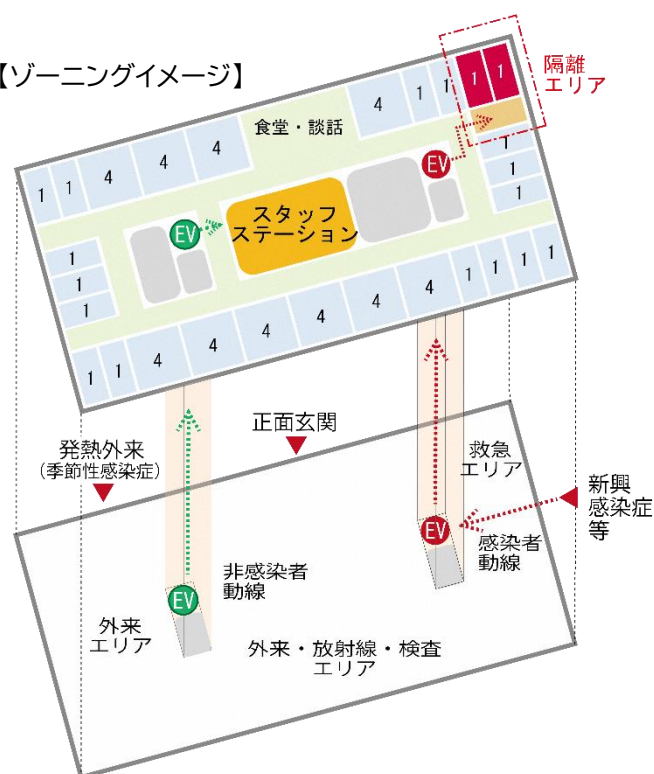 【ゾーニングイメージ】
隔離
エリア
4 1 1 1 1
食堂・談話
1 1 4 4 4
1
1
1
EV
EV
スタッフ
ステーション
1
1
1
1 1 4 4 4 4 4 4 1 1 1 1
発熱外来
(季節性感染症)
正面玄関
救急
エリア
新興
感染症
等
EV
感染者
動線
非感染者
動線
EV
外来
エリア
外来・放射線・検査
エリア